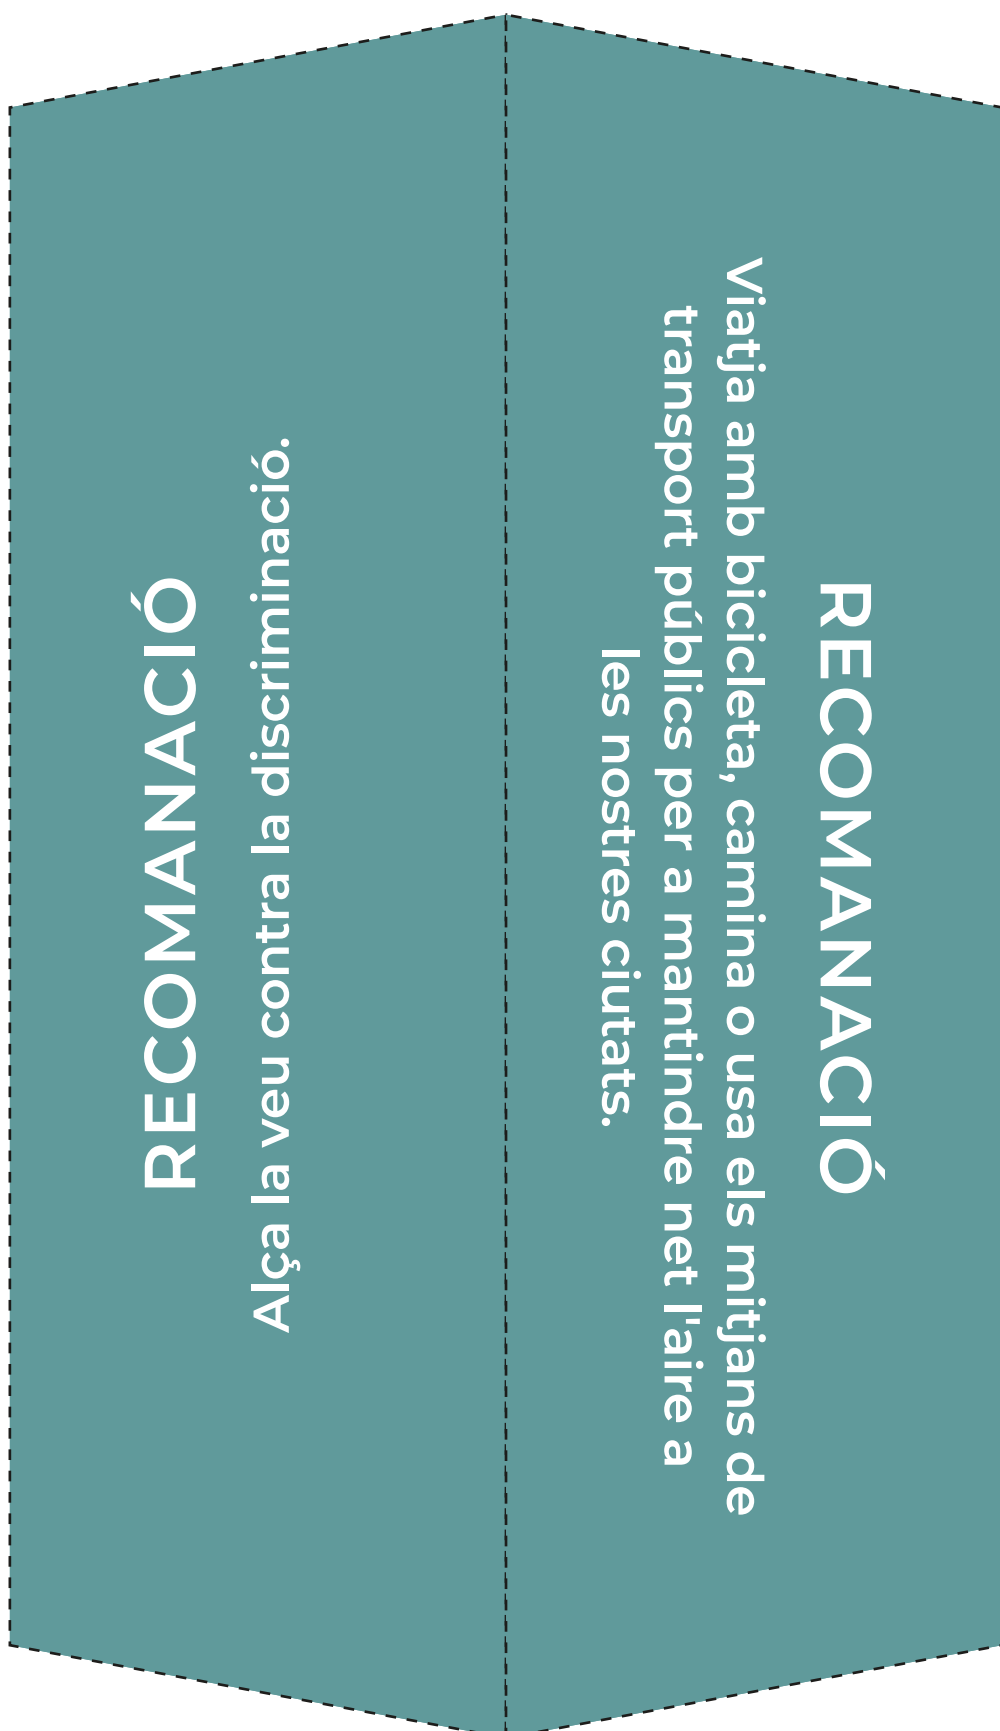 RECOMANACIÓ
Alça la veu contra la discriminació.
RECOMANACIÓ
Viatja amb bicicleta, camina o usa els mitjans de
transport públics per a mantindre net l'aire a
les nostres ciutats.